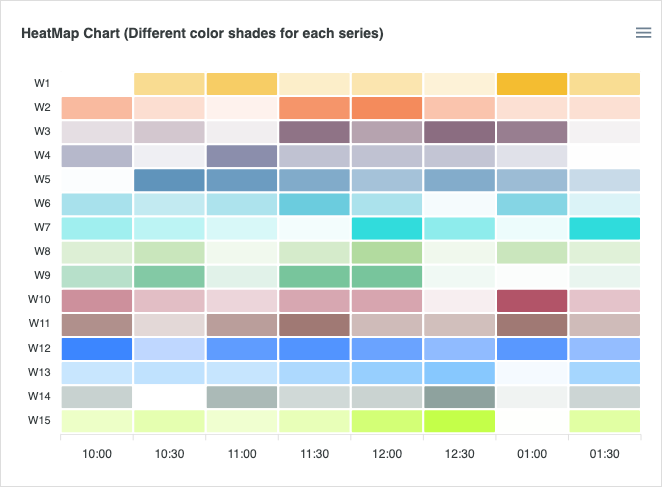 HeatMap Chart (Different color shades for each series)
W1
W2
W3
W4
W5
W6
W7
W8
W9
W10
W11
W12
W13
W14
W15
10:00 10:30 11:00 11:30 12:00 12:30 01:00 01:30